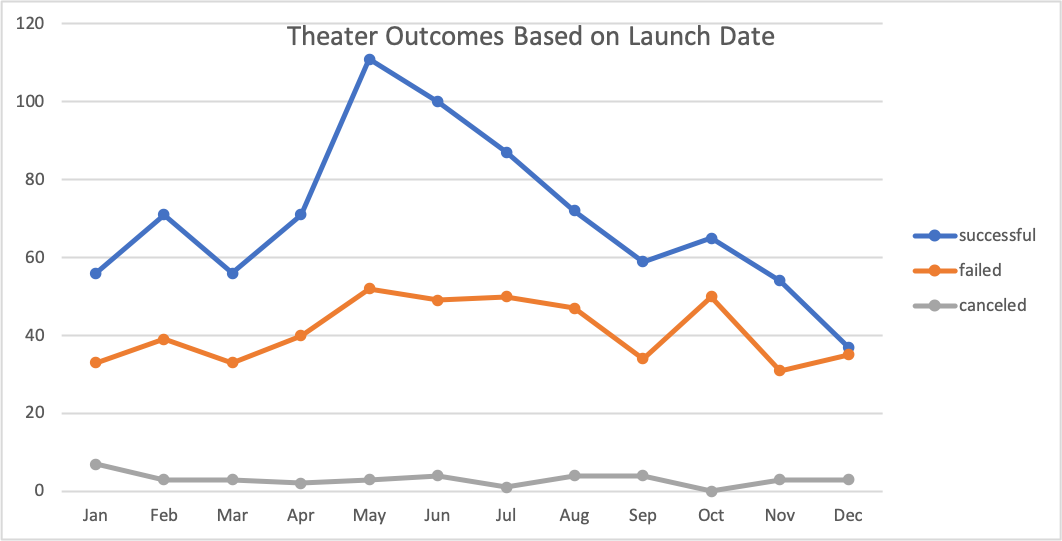 Theater Outcomes Based on Launch Date
120
100
80
60
40
20
0
Jan Feb Mar Apr May Jun Jul Aug Sep Oct Nov Dec
successful
failed
canceled